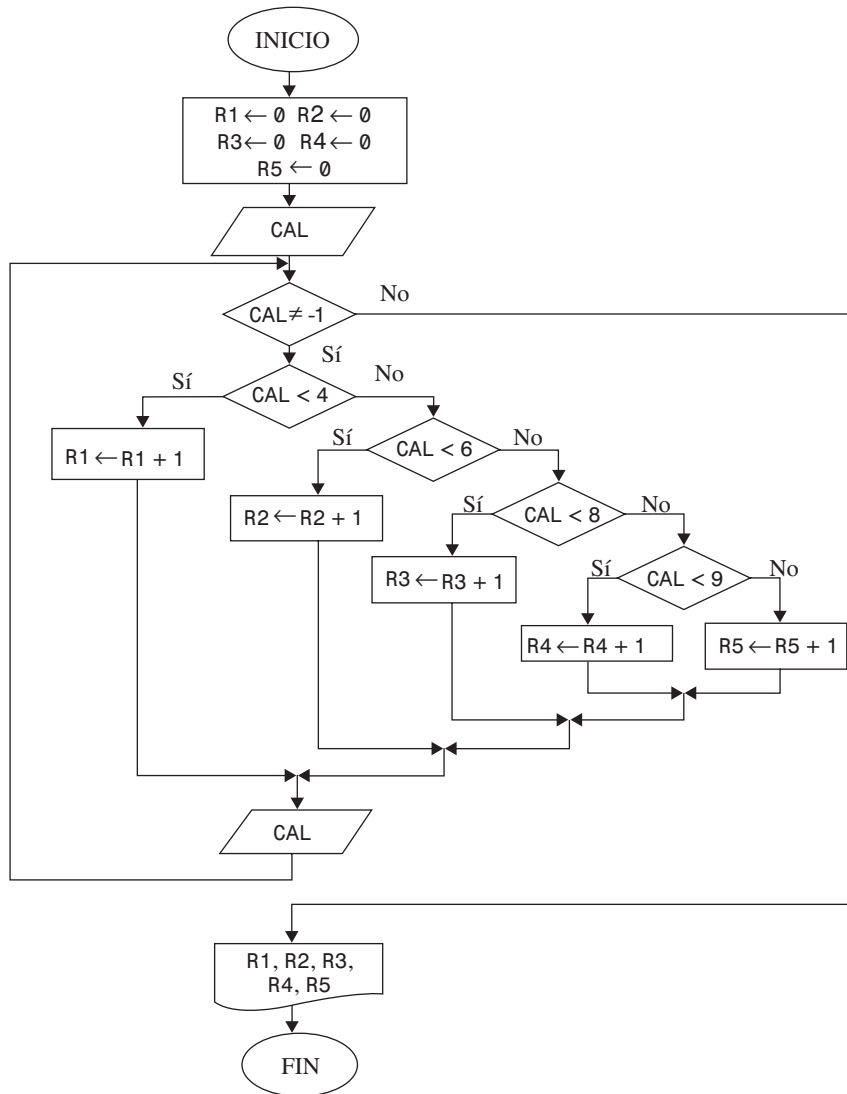 INICIO
R1 ← 0 R2 ← 0
R3 ← 0 R4 ← 0
R5 ← 0
CAL
No
CAL ≠ -1
Sí
Sí
No
CAL < 4
Sí
No
CAL < 6
R1 ← R1 + 1
Sí
No
CAL < 8
R2 ← R2 + 1
Sí
No
CAL < 9
R3 ← R3 + 1
R4 ← R4 + 1
R5 ← R5 + 1
CAL
R1, R2, R3,
R4, R5
FIN